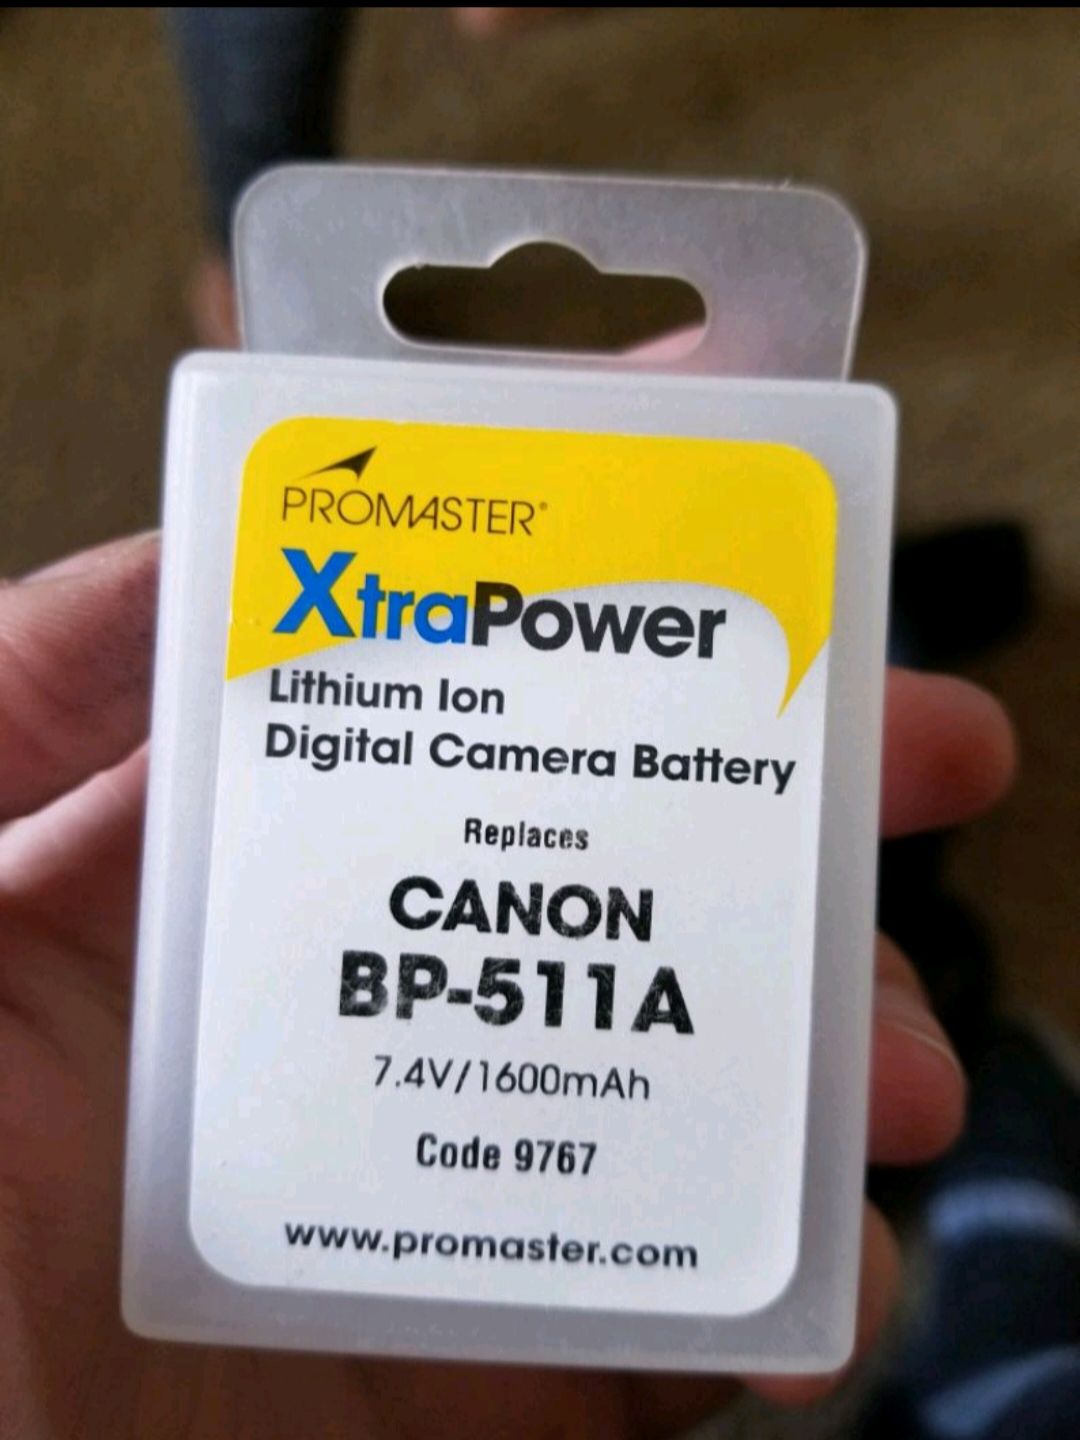 PROMASTER®
XtraPower
Lithium Ion
Digital Camera Battery
Replaces
CANON
BP-511A
7.4V/1600mAh
Code 9767
www.promaster.com